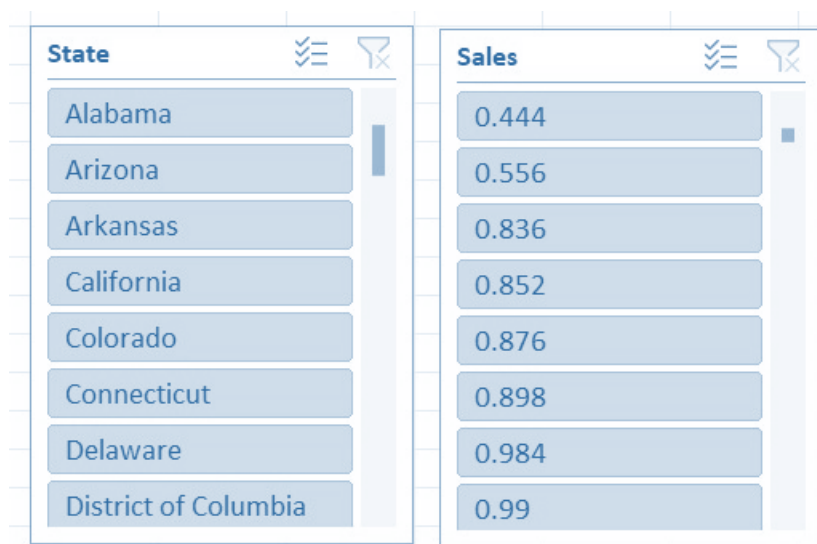 State
Alabama
Arizona
Arkansas
California
Colorado
Connecticut
Delaware
District of Columbia
Sales
0.444
0.556
0.836
0.852
0.876
0.898
0.984
0.99